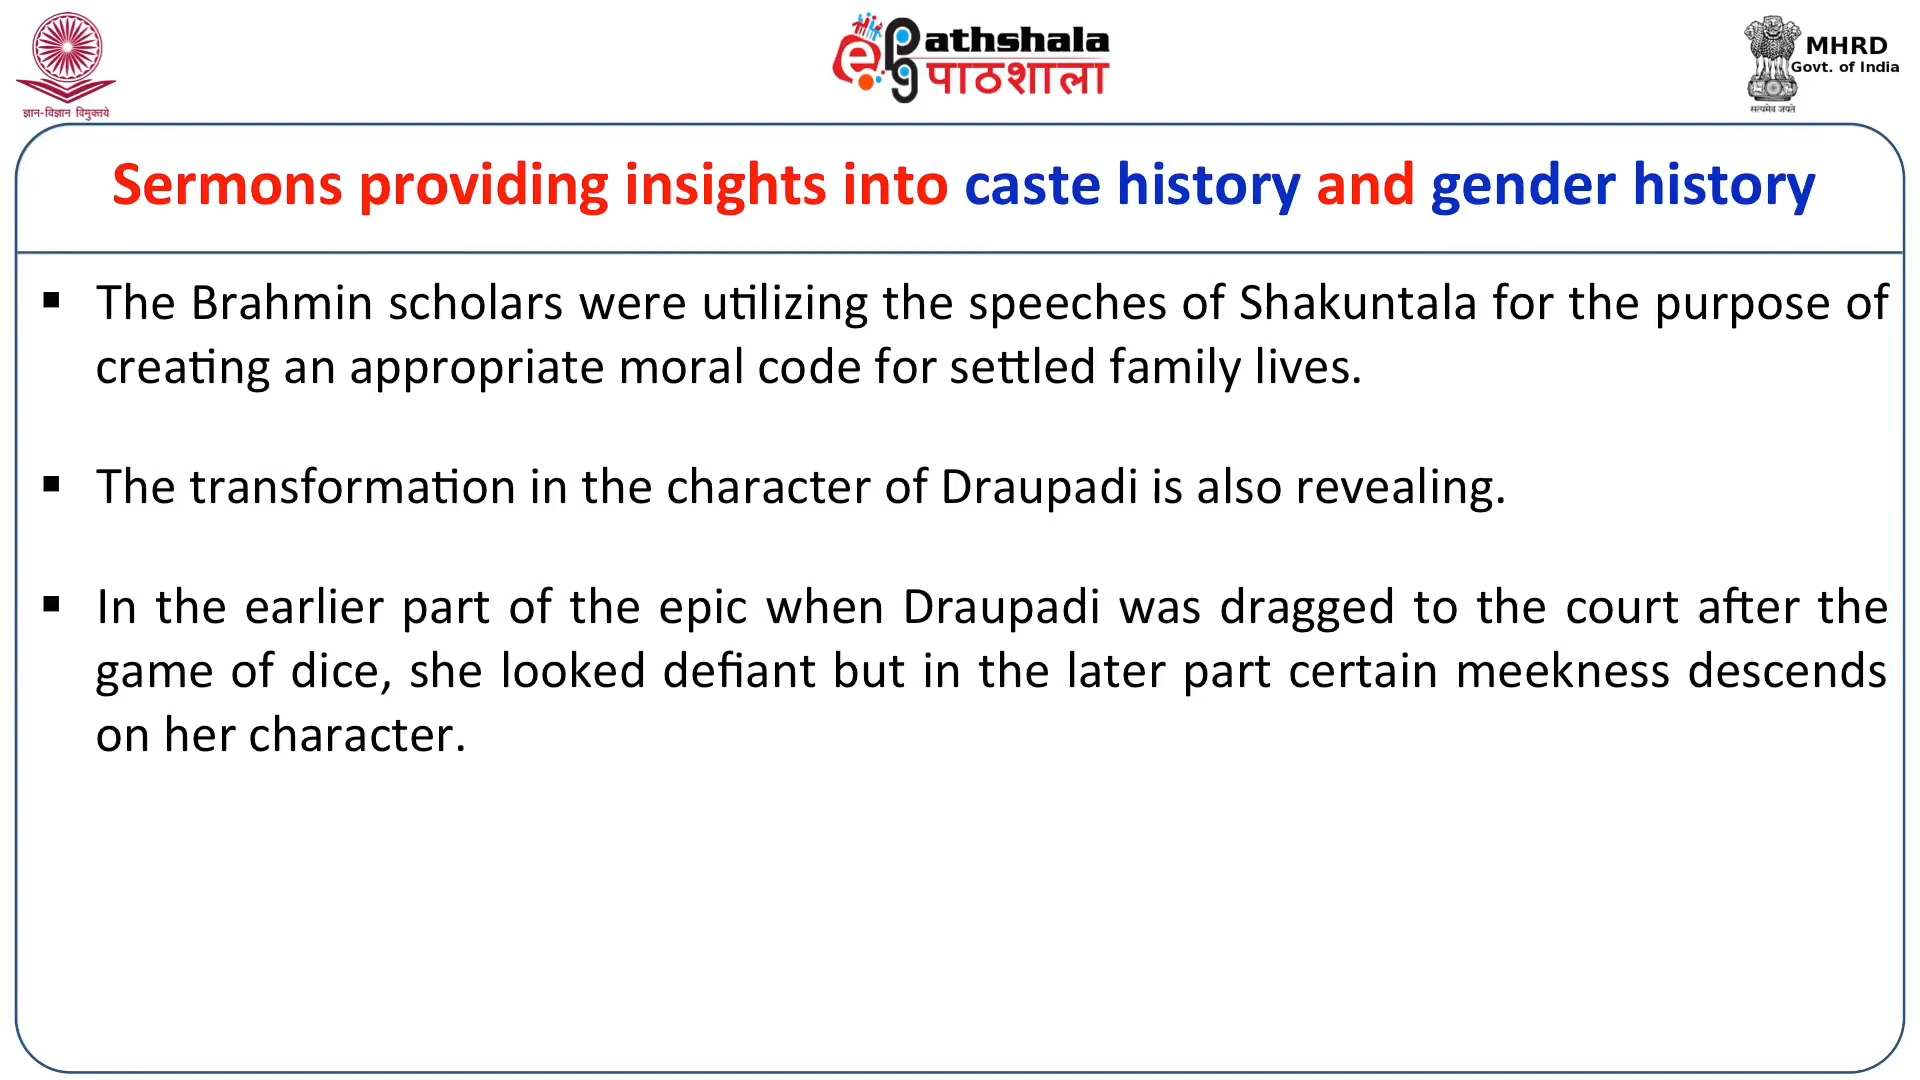 ज्ञान-विज्ञान विमुक्तये
ePG Pathshala
पाठशाला
MHRD
Govt. of India
सत्यमेव जयते
Sermons providing insights into caste history and gender history
▪ The Brahmin scholars were utilizing the speeches of Shakuntala for the purpose of
creating an appropriate moral code for settled family lives.
▪ The transformation in the character of Draupadi is also revealing.
▪ In the earlier part of the epic when Draupadi was dragged to the court after the
game of dice, she looked defiant but in the later part certain meekness descends
on her character.